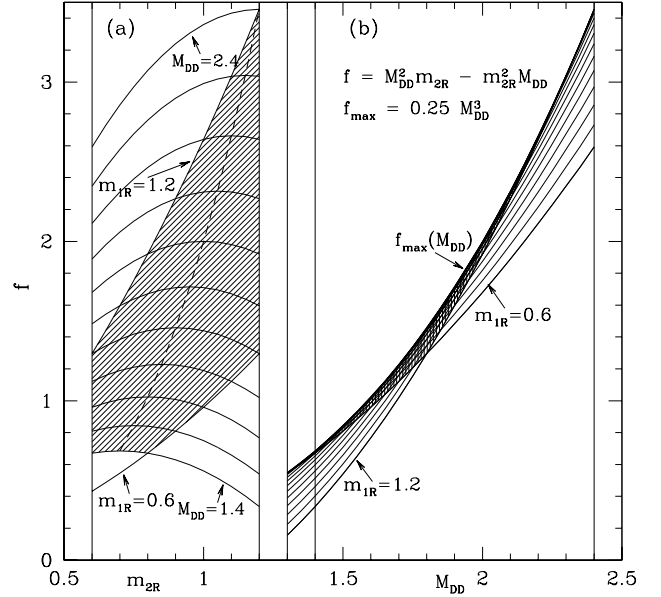 (a)
(b)
M_DD=2.4
f = M²_DD m_2R − m²_2R M_DD
f_max = 0.25 M³_DD
m_1R=1.2
f_max(M_DD)
m_1R=0.6
m_1R=0.6
M_DD=1.4
m_1R=1.2
f
3
2
1
0
0.5
1
1.5
2
2.5
m_2R
M_DD